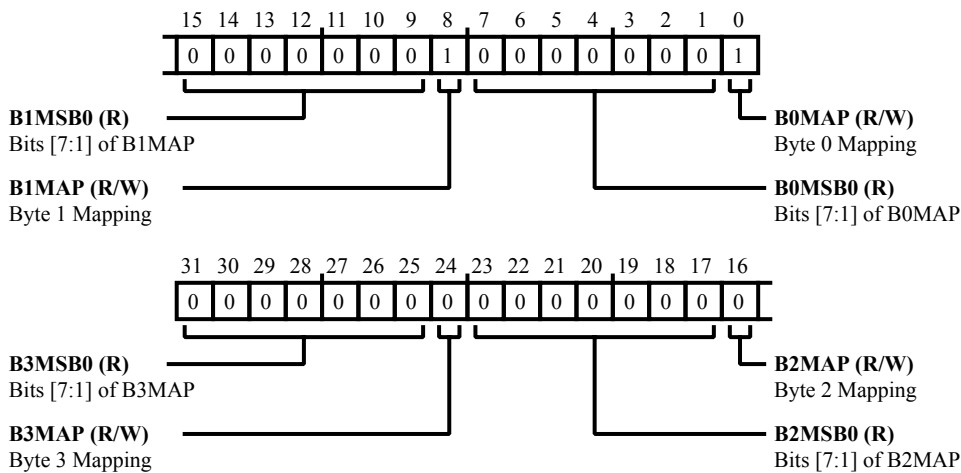 15 14 13 12 11 10 9 8 7 6 5 4 3 2 1 0
0 0 0 0 0 0 0 1 0 0 0 0 0 0 0 1
B1MSB0 (R)
Bits [7:1] of B1MAP
B0MAP (R/W)
Byte 0 Mapping
B1MAP (R/W)
Byte 1 Mapping
B0MSB0 (R)
Bits [7:1] of B0MAP
31 30 29 28 27 26 25 24 23 22 21 20 19 18 17 16
0 0 0 0 0 0 0 0 0 0 0 0 0 0 0 0
B3MSB0 (R)
Bits [7:1] of B3MAP
B2MAP (R/W)
Byte 2 Mapping
B3MAP (R/W)
Byte 3 Mapping
B2MSB0 (R)
Bits [7:1] of B2MAP